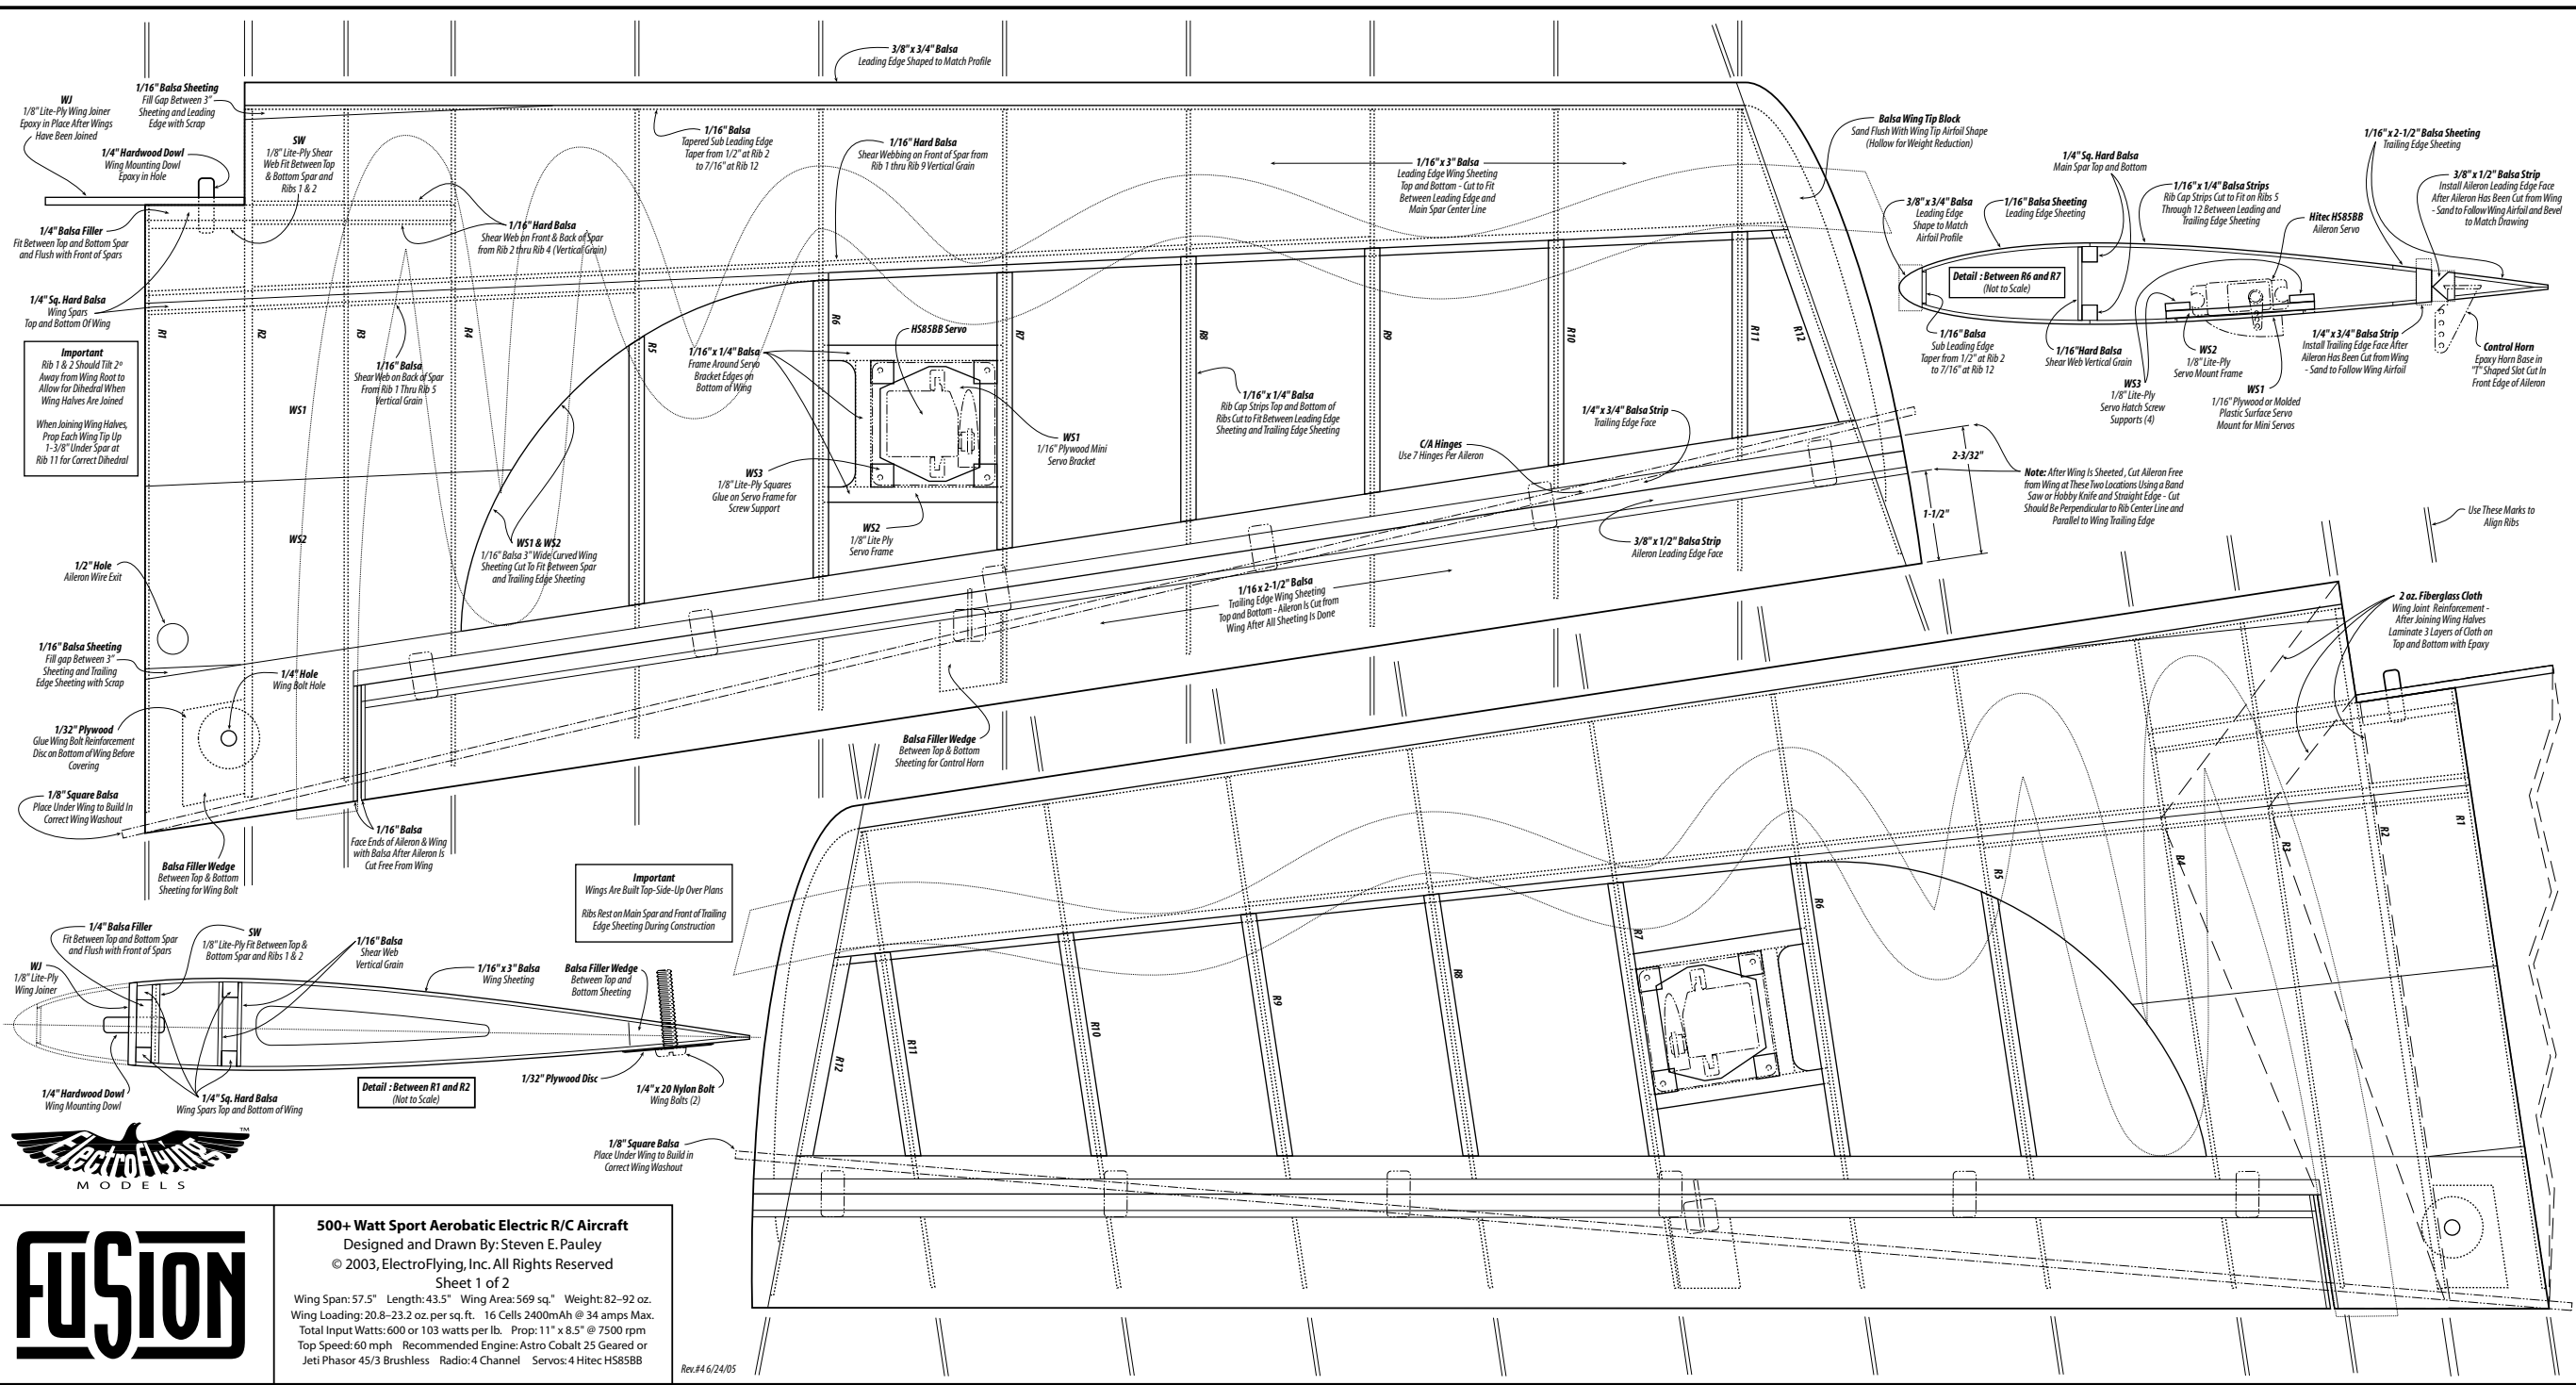 3/8" x 3/4" Balsa
Leading Edge Shaped to Match Profile
WJ
1/8" Lite-Ply Wing Joiner
Epoxy in Place After Wings
Have Been Joined
1/16" Balsa Sheeting
Fill Gap Between 3"
Sheeting and Leading
Edge with Scrap
1/4" Hardwood Dowl
Wing Mounting Dowl
Epoxy in Hole
SW
1/8" Lite-Ply Shear
Web Fit Between Top
& Bottom Spar and
Ribs 1 & 2
1/16" Balsa
Tapered Sub Leading Edge
Taper from 1/2" at Rib 2
to 7/16" at Rib 12
1/16" Hard Balsa
Shear Webbing on Front of Spar from
Rib 1 thru Rib 9 Vertical Grain
1/16" x 3" Balsa
Leading Edge Wing Sheeting
Top and Bottom - Cut to Fit
Between Leading Edge and
Main Spar Center Line
Balsa Wing Tip Block
Sand Flush With Wing Tip Airfoil Shape
(Hollow for Weight Reduction)
1/4" Balsa Filler
Fit Between Top and Bottom Spar
and Flush with Front of Spars
1/16" Hard Balsa
Shear Web on Front & Back of Spar
from Rib 2 thru Rib 4 (Vertical Grain)
1/4" Sq. Hard Balsa
Wing Spars
Top and Bottom Of Wing
Important
Rib 1 & 2 Should Tilt 2°
Away from Wing Root to
Allow for Dihedral When
Wing Halves Are Joined
When Joining Wing Halves,
Prop Each Wing Tip Up
1-3/8" Under Spar at
Rib 11 for Correct Dihedral
R1
R2
R3
R4
R5
R6
R7
R8
R9
R10
R11
R12
1/16" Balsa
Shear Web on Back of Spar
From Rib 1 Thru Rib 5
Vertical Grain
WS1
WS2
1/16" x 1/4" Balsa
Frame Around Servo
Bracket Edges on
Bottom of Wing
HS85BB Servo
WS1
1/16" Plywood Mini
Servo Bracket
WS3
1/8" Lite-Ply Squares
Glue on Servo Frame for
Screw Support
WS2
1/8" Lite Ply
Servo Frame
WS1 & WS2
1/16" Balsa 3" Wide Curved Wing
Sheeting Cut To Fit Between Spar
and Trailing Edge Sheeting
1/16" x 1/4" Balsa
Rib Cap Strips Top and Bottom of
Ribs Cut to Fit Between Leading Edge
Sheeting and Trailing Edge Sheeting
C/A Hinges
Use 7 Hinges Per Aileron
1/4" x 3/4" Balsa Strip
Trailing Edge Face
3/8" x 1/2" Balsa Strip
Aileron Leading Edge Face
1/16 x 2-1/2" Balsa
Trailing Edge Wing Sheeting
Top and Bottom - Aileron Is Cut from
Wing After All Sheeting Is Done
2-3/32"
1-1/2"
Note: After Wing Is Sheeted, Cut Aileron Free
from Wing at These Two Locations Using a Band
Saw or Hobby Knife and Straight Edge - Cut
Should Be Perpendicular to Rib Center Line and
Parallel to Wing Trailing Edge
1/2" Hole
Aileron Wire Exit
1/16" Balsa Sheeting
Fill gap Between 3"
Sheeting and Trailing
Edge Sheeting with Scrap
1/4" Hole
Wing Bolt Hole
1/32" Plywood
Glue Wing Bolt Reinforcement
Disc on Bottom of Wing Before
Covering
1/8" Square Balsa
Place Under Wing to Build In
Correct Wing Washout
Balsa Filler Wedge
Between Top & Bottom
Sheeting for Wing Bolt
1/16" Balsa
Face Ends of Aileron & Wing
with Balsa After Aileron Is
Cut Free From Wing
Balsa Filler Wedge
Between Top & Bottom
Sheeting for Control Horn
1/4" Sq. Hard Balsa
Main Spar Top and Bottom
1/16" x 2-1/2" Balsa Sheeting
Trailing Edge Sheeting
3/8" x 3/4" Balsa
Leading Edge
Shape to Match
Airfoil Profile
1/16" Balsa Sheeting
Leading Edge Sheeting
1/16" x 1/4" Balsa Strips
Rib Cap Strips Cut to Fit on Ribs 5
Through 12 Between Leading and
Trailing Edge Sheeting
Hitec HS85BB
Aileron Servo
3/8" x 1/2" Balsa Strip
Install Aileron Leading Edge Face
After Aileron Has Been Cut from Wing
- Sand to Follow Wing Airfoil and Bevel
to Match Drawing
Detail : Between R6 and R7
(Not to Scale)
1/16" Balsa
Sub Leading Edge
Taper from 1/2" at Rib 2
to 7/16" at Rib 12
1/16" Hard Balsa
Shear Web Vertical Grain
WS3
1/8" Lite-Ply
Servo Hatch Screw
Supports (4)
WS2
1/8" Lite-Ply
Servo Mount Frame
WS1
1/16" Plywood or Molded
Plastic Surface Servo
Mount for Mini Servos
1/4" x 3/4" Balsa Strip
Install Trailing Edge Face After
Aileron Has Been Cut from Wing
- Sand to Follow Wing Airfoil
Control Horn
Epoxy Horn Base in
"T" Shaped Slot Cut In
Front Edge of Aileron
Use These Marks to
Align Ribs
2 oz. Fiberglass Cloth
Wing Joint Reinforcement -
After Joining Wing Halves
Laminate 3 Layers of Cloth on
Top and Bottom with Epoxy
Important
Wings Are Built Top-Side-Up Over Plans
Ribs Rest on Main Spar and Front of Trailing
Edge Sheeting During Construction
1/4" Balsa Filler
Fit Between Top and Bottom Spar
and Flush with Front of Spars
SW
1/8" Lite-Ply Fit Between Top &
Bottom Spar and Ribs 1 & 2
1/16" Balsa
Shear Web
Vertical Grain
WJ
1/8" Lite-Ply
Wing Joiner
1/16" x 3" Balsa
Wing Sheeting
Balsa Filler Wedge
Between Top and
Bottom Sheeting
1/4" Hardwood Dowl
Wing Mounting Dowl
1/4" Sq. Hard Balsa
Wing Spars Top and Bottom of Wing
Detail : Between R1 and R2
(Not to Scale)
1/32" Plywood Disc
1/4" x 20 Nylon Bolt
Wing Bolts (2)
1/8" Square Balsa
Place Under Wing to Build in
Correct Wing Washout
R12
R11
R10
R9
R8
R7
R6
R5
R4
R3
R2
R1
ElectroFlying™
MODELS
FUSION
500+ Watt Sport Aerobatic Electric R/C Aircraft
Designed and Drawn By: Steven E. Pauley
© 2003, ElectroFlying, Inc. All Rights Reserved
Sheet 1 of 2
Wing Span: 57.5" Length: 43.5" Wing Area: 569 sq." Weight: 82–92 oz.
Wing Loading: 20.8–23.2 oz. per sq. ft. 16 Cells 2400mAh @ 34 amps Max.
Total Input Watts: 600 or 103 watts per lb. Prop: 11" x 8.5" @ 7500 rpm
Top Speed: 60 mph Recommended Engine: Astro Cobalt 25 Geared or
Jeti Phasor 45/3 Brushless Radio: 4 Channel Servos: 4 Hitec HS85BB
Rev.#4 6/24/05